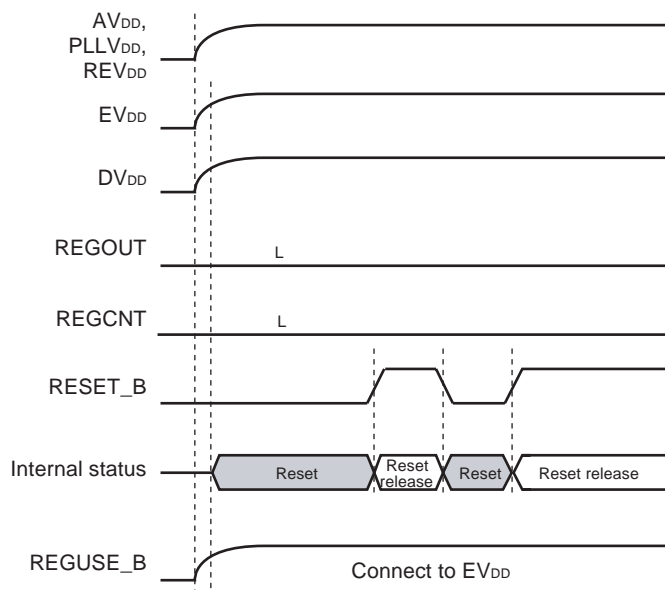 AVDD,
PLLVDD,
REVDD
EVDD
DVDD
REGOUT
L
REGCNT
L
RESET_B
Internal status
Reset
Reset
release
Reset
Reset release
REGUSE_B
Connect to EVDD